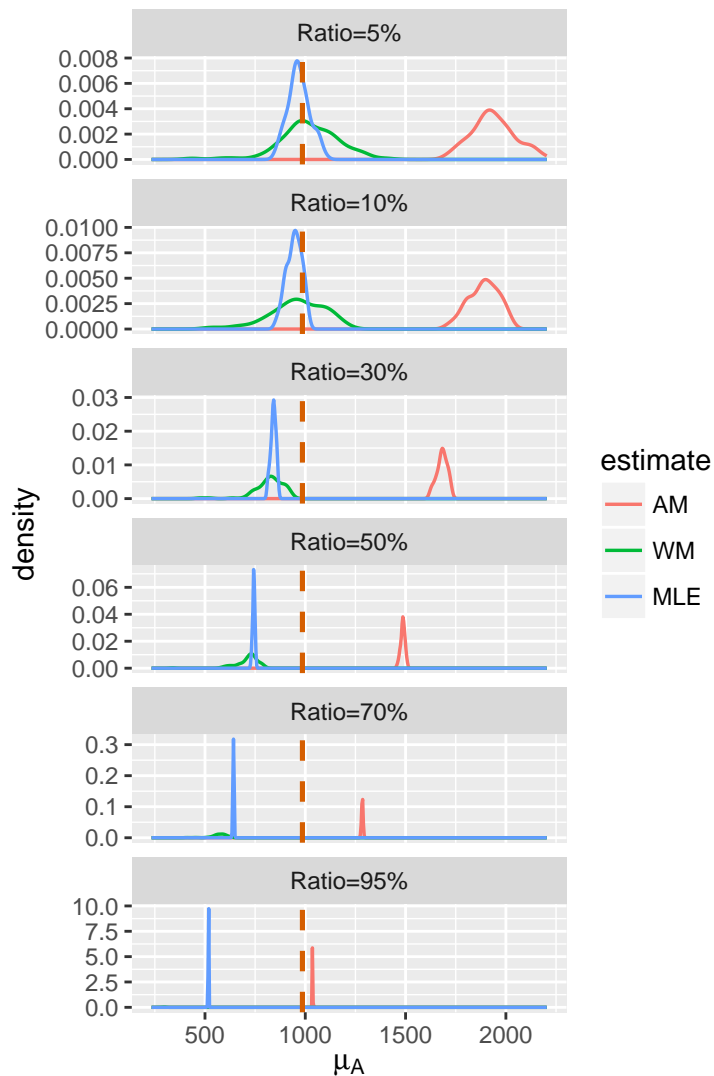 Ratio=5%
0.008
0.006
0.004
0.002
0.000
Ratio=10%
0.0100
0.0075
0.0050
0.0025
0.0000
Ratio=30%
0.03
0.02
0.01
0.00
Ratio=50%
0.06
0.04
0.02
0.00
Ratio=70%
0.3
0.2
0.1
0.0
Ratio=95%
10.0
7.5
5.0
2.5
0.0
500 1000 1500 2000
μA
density
estimate
AM
WM
MLE